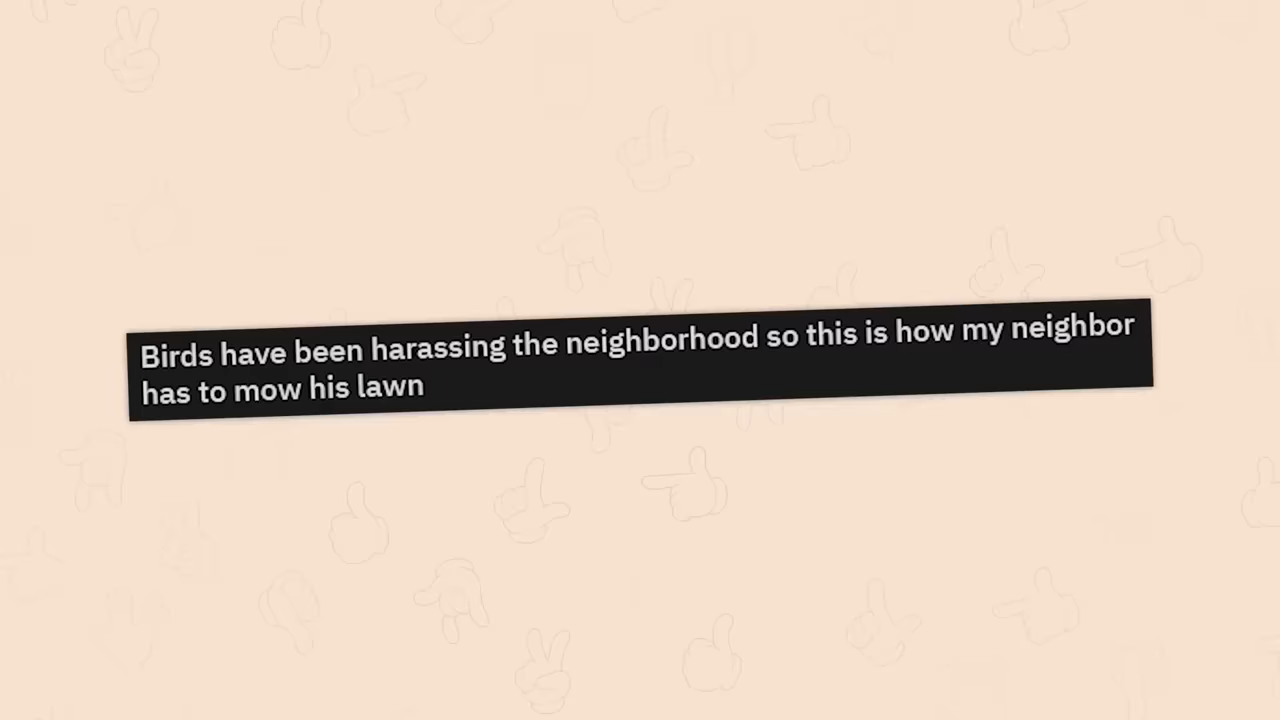 Birds have been harassing the neighborhood so this is how my neighbor
has to mow his lawn